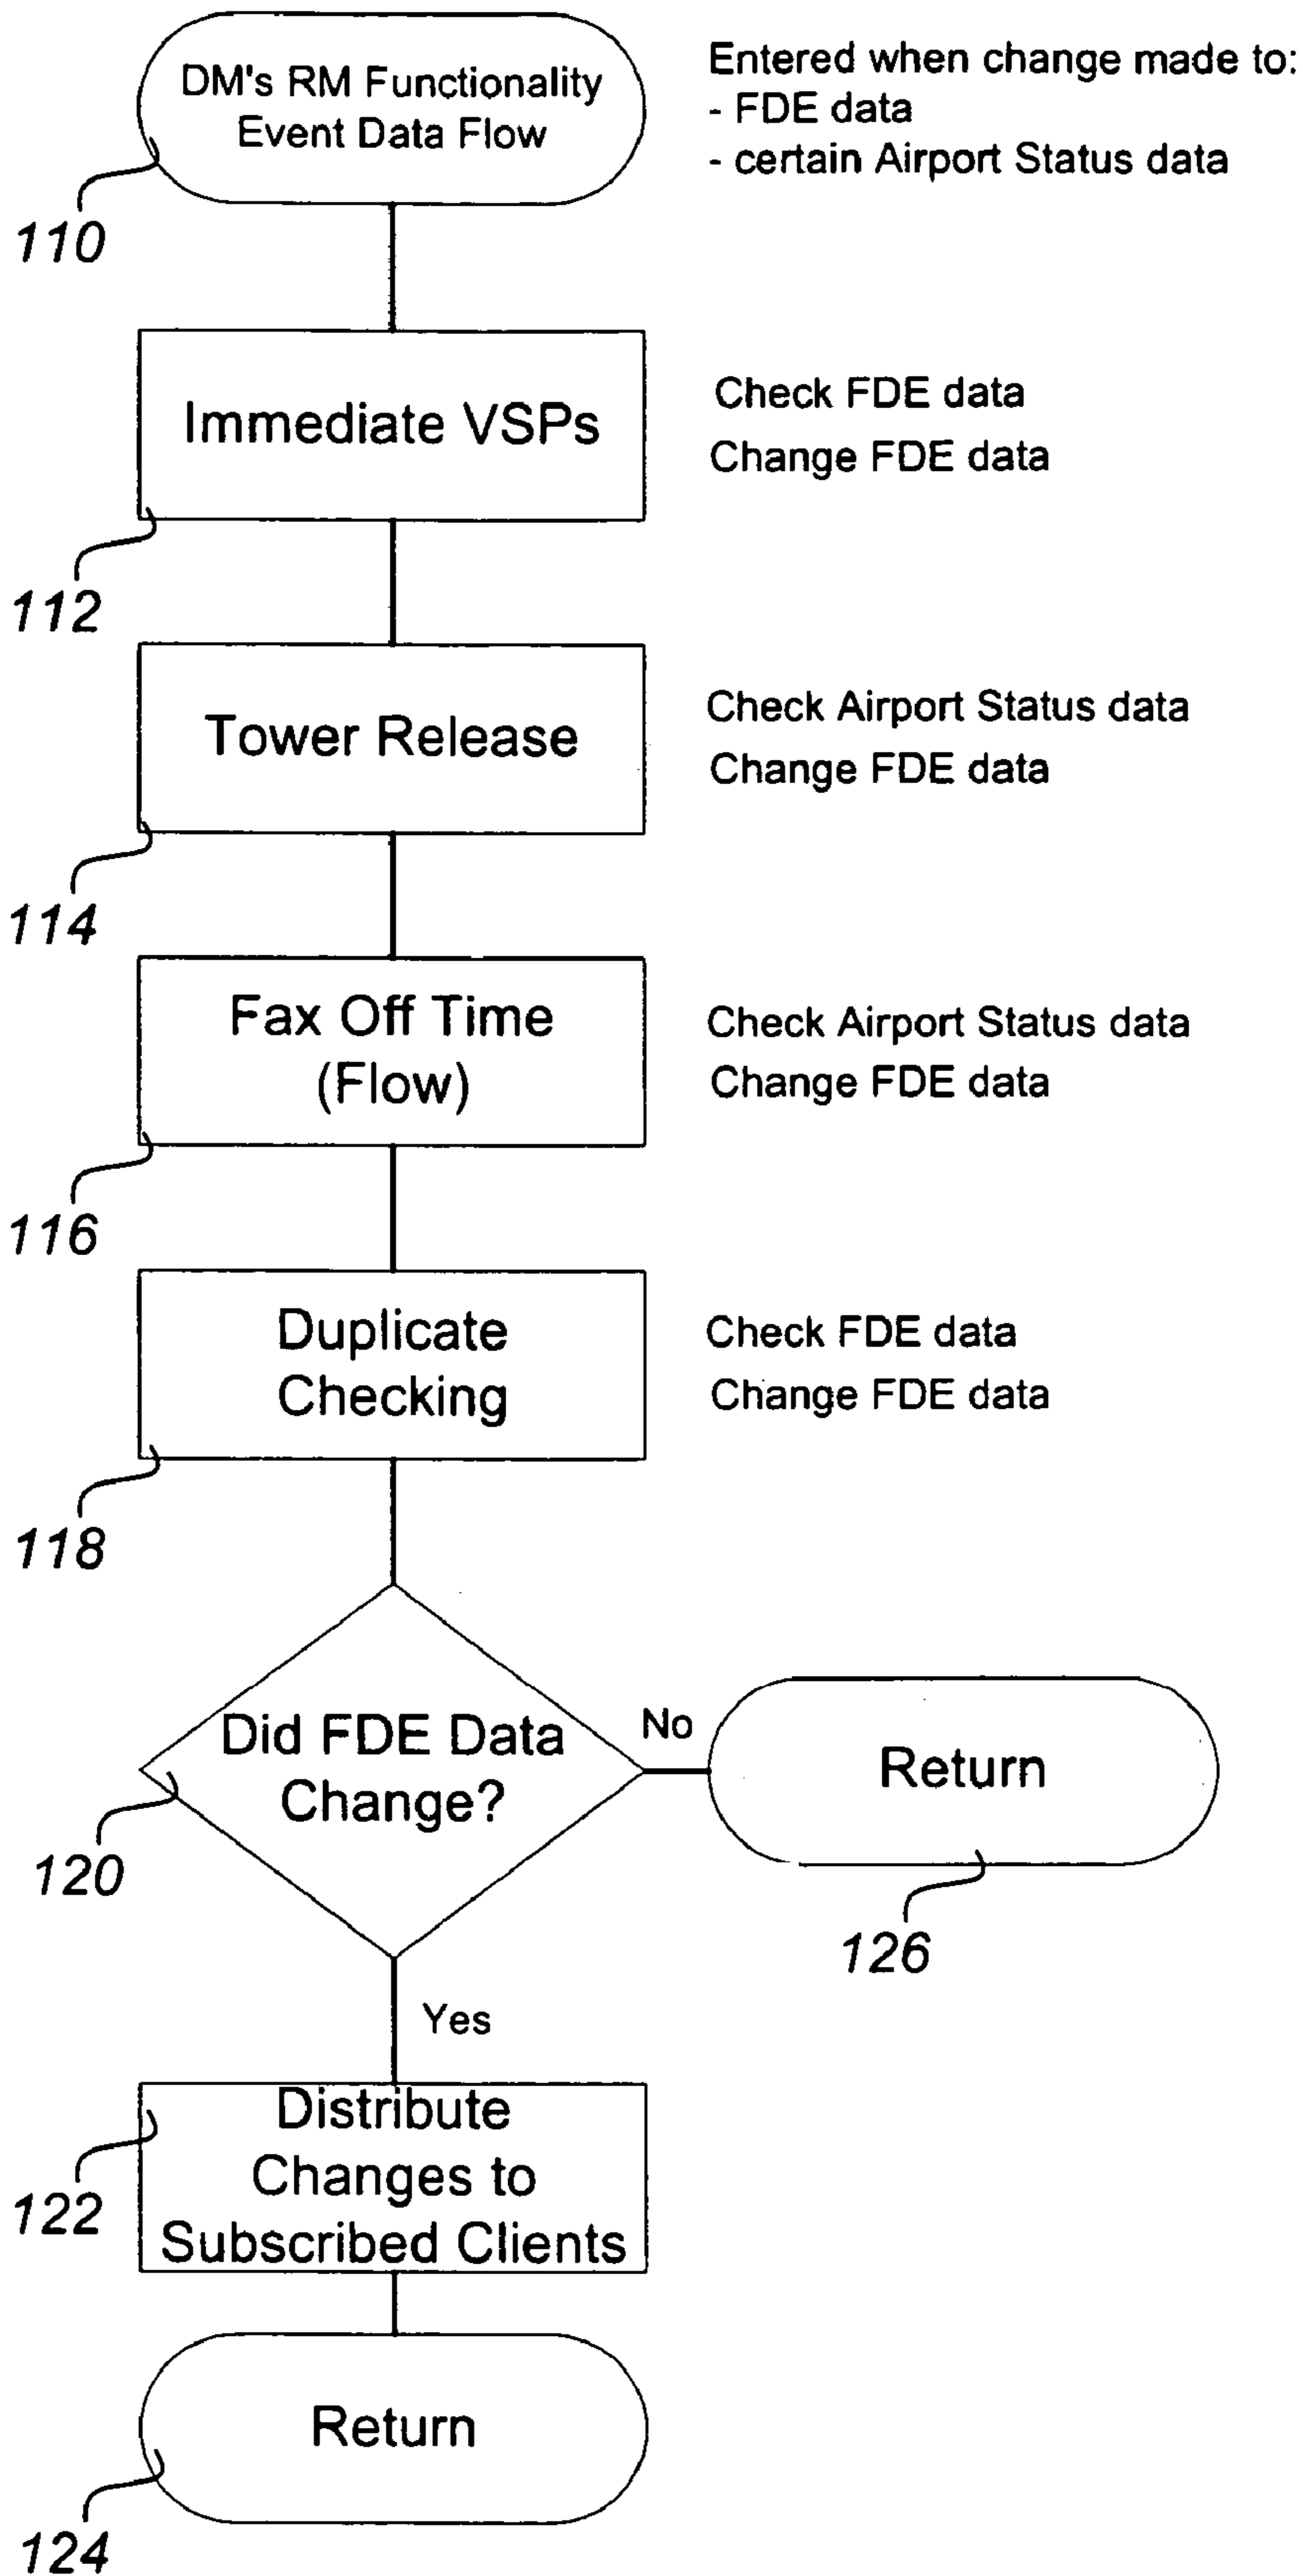 DM's RM Functionality
Event Data Flow
Entered when change made to:
- FDE data
- certain Airport Status data
110
Immediate VSPs
Check FDE data
Change FDE data
112
Tower Release
Check Airport Status data
Change FDE data
114
Fax Off Time
(Flow)
Check Airport Status data
Change FDE data
116
Duplicate
Checking
Check FDE data
Change FDE data
118
Did FDE Data
Change?
No
Return
120
126
Yes
Distribute
Changes to
Subscribed Clients
122
Return
124